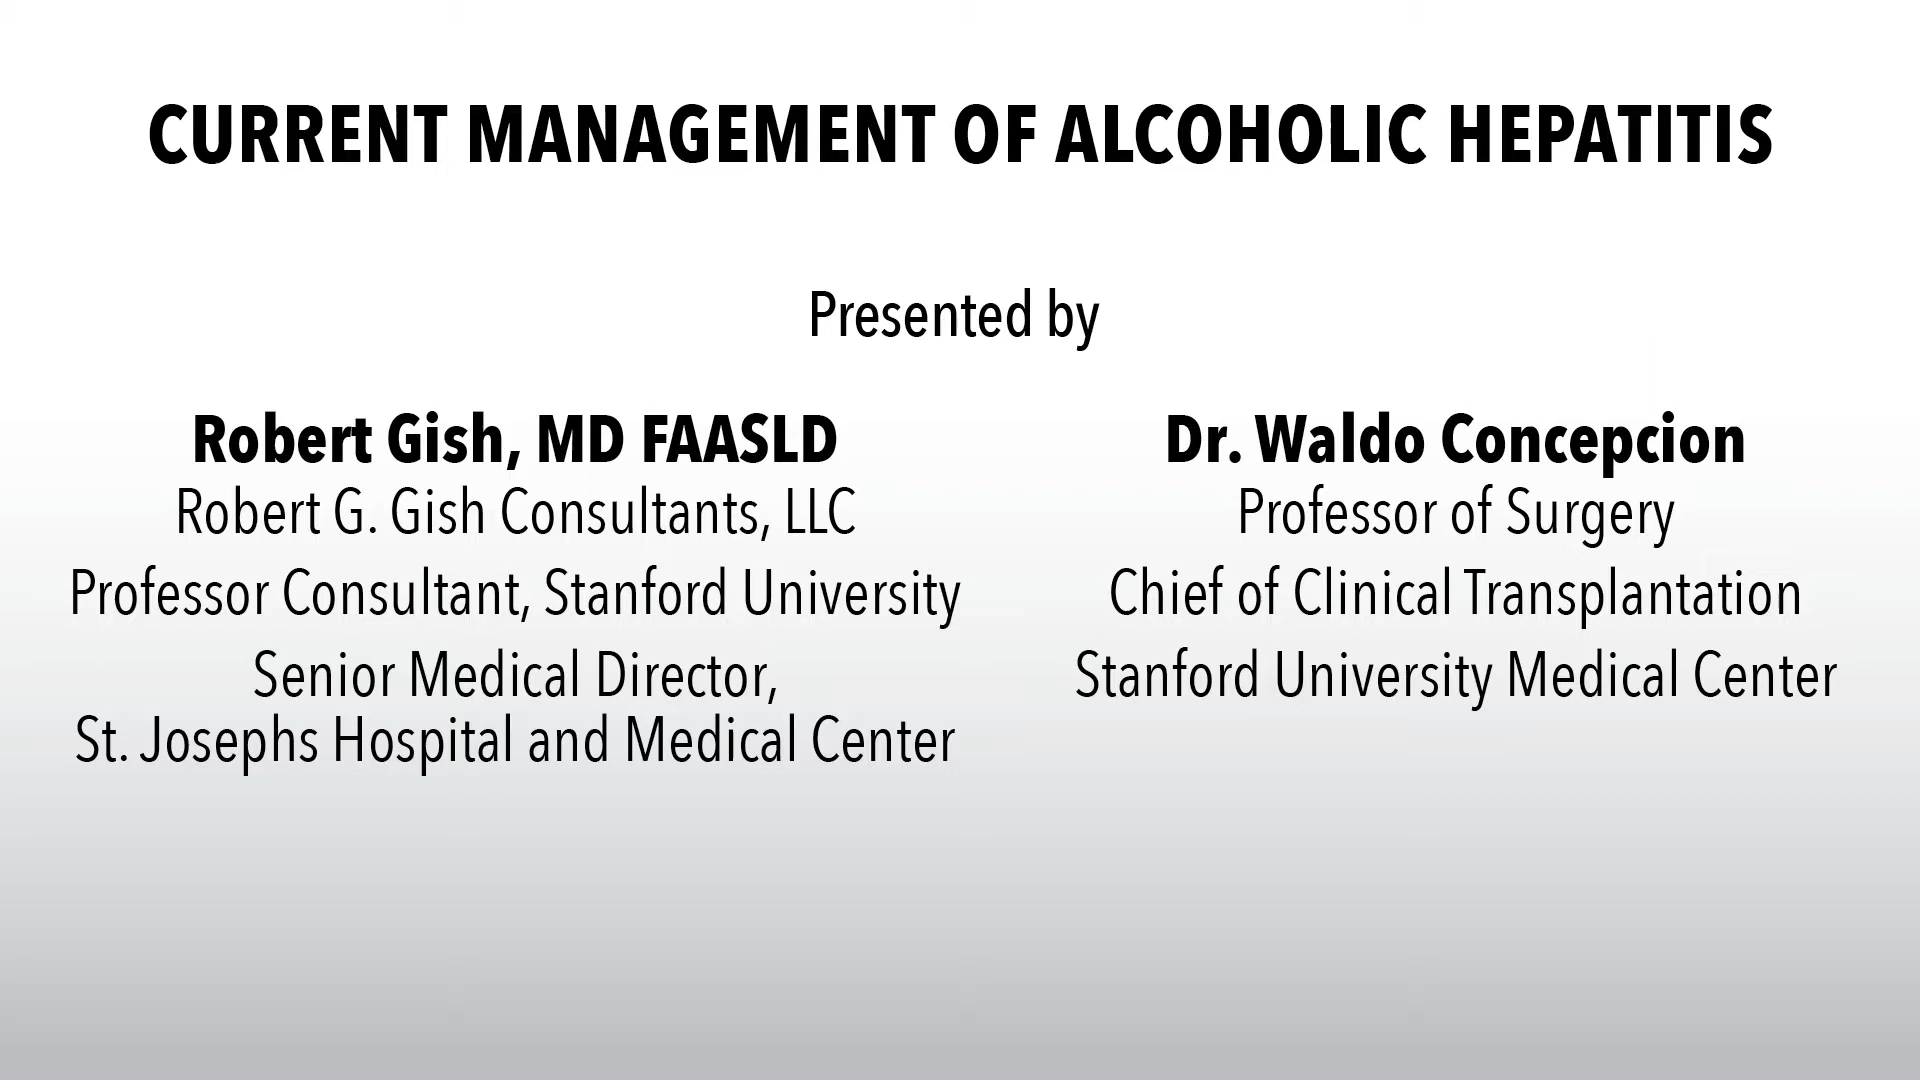 CURRENT MANAGEMENT OF ALCOHOLIC HEPATITIS
Presented by
Robert Gish, MD FAASLD
Robert G. Gish Consultants, LLC
Professor Consultant, Stanford University
Senior Medical Director,
St. Josephs Hospital and Medical Center
Dr. Waldo Concepcion
Professor of Surgery
Chief of Clinical Transplantation
Stanford University Medical Center